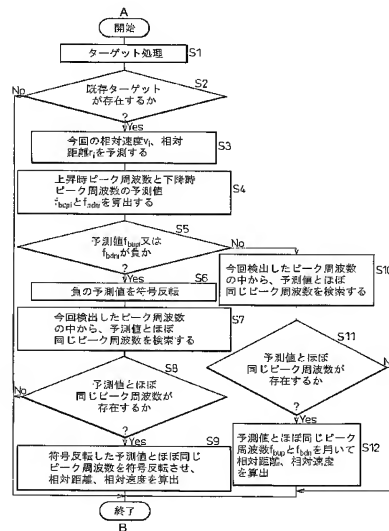 A
開始
ターゲット処理
S1
S2
既存ターゲット
が存在するか
?
No
Yes
S3
今回の相対速度vi、相対
距離riを予測する
S4
上昇時ピーク周波数と下降時
ピーク周波数の予測値
fbupとfbdnを算出する
S5
予測値fbup又は
fbdnが負か
?
No
Yes
S6
負の予測値を符号反転
S10
今回検出したピーク周波数
の中から、予測値とほぼ
同じピーク周波数を検索する
S7
今回検出したピーク周波数
の中から、予測値とほぼ
同じピーク周波数を検索する
S8
予測値とほぼ
同じピーク周波数が
存在するか
?
No
Yes
S11
予測値とほぼ
同じピーク周波数が
存在するか
?
Yes
S9
符号反転した予測値とほぼ同じ
ピーク周波数を符号反転させ、
相対距離、相対速度を算出
S12
予測値とほぼ同じピーク
周波数fbupとfbdnを用いて
相対距離、相対速度
を算出
終了
B